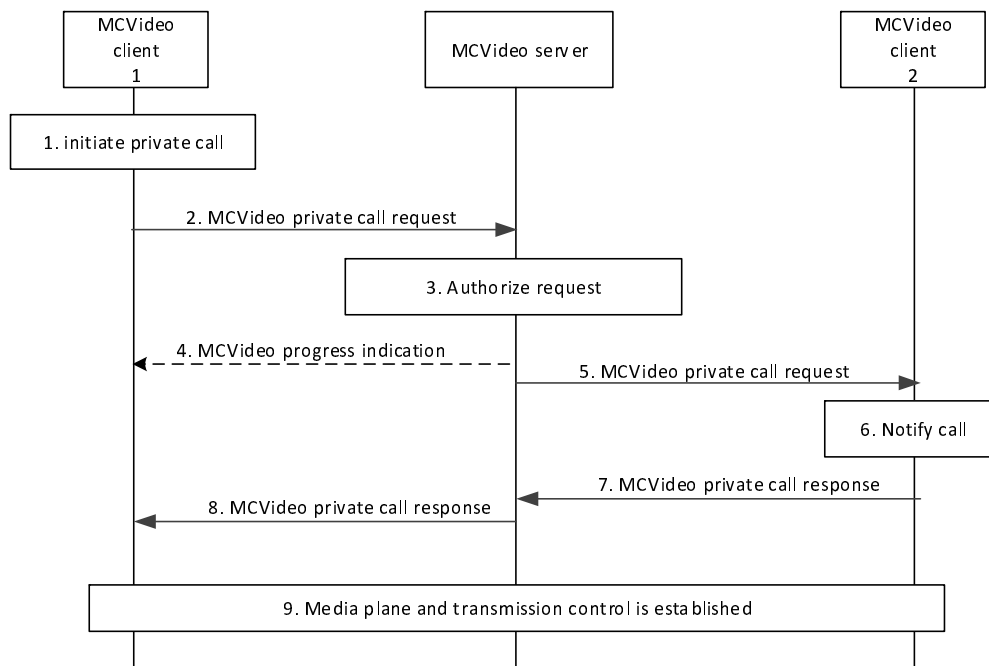 MCVideo
client
1
MCVideo server
MCVideo
client
2
1. initiate private call
2. MCVideo private call request
3. Authorize request
4. MCVideo progress indication
5. MCVideo private call request
6. Notify call
7. MCVideo private call response
8. MCVideo private call response
9. Media plane and transmission control is established